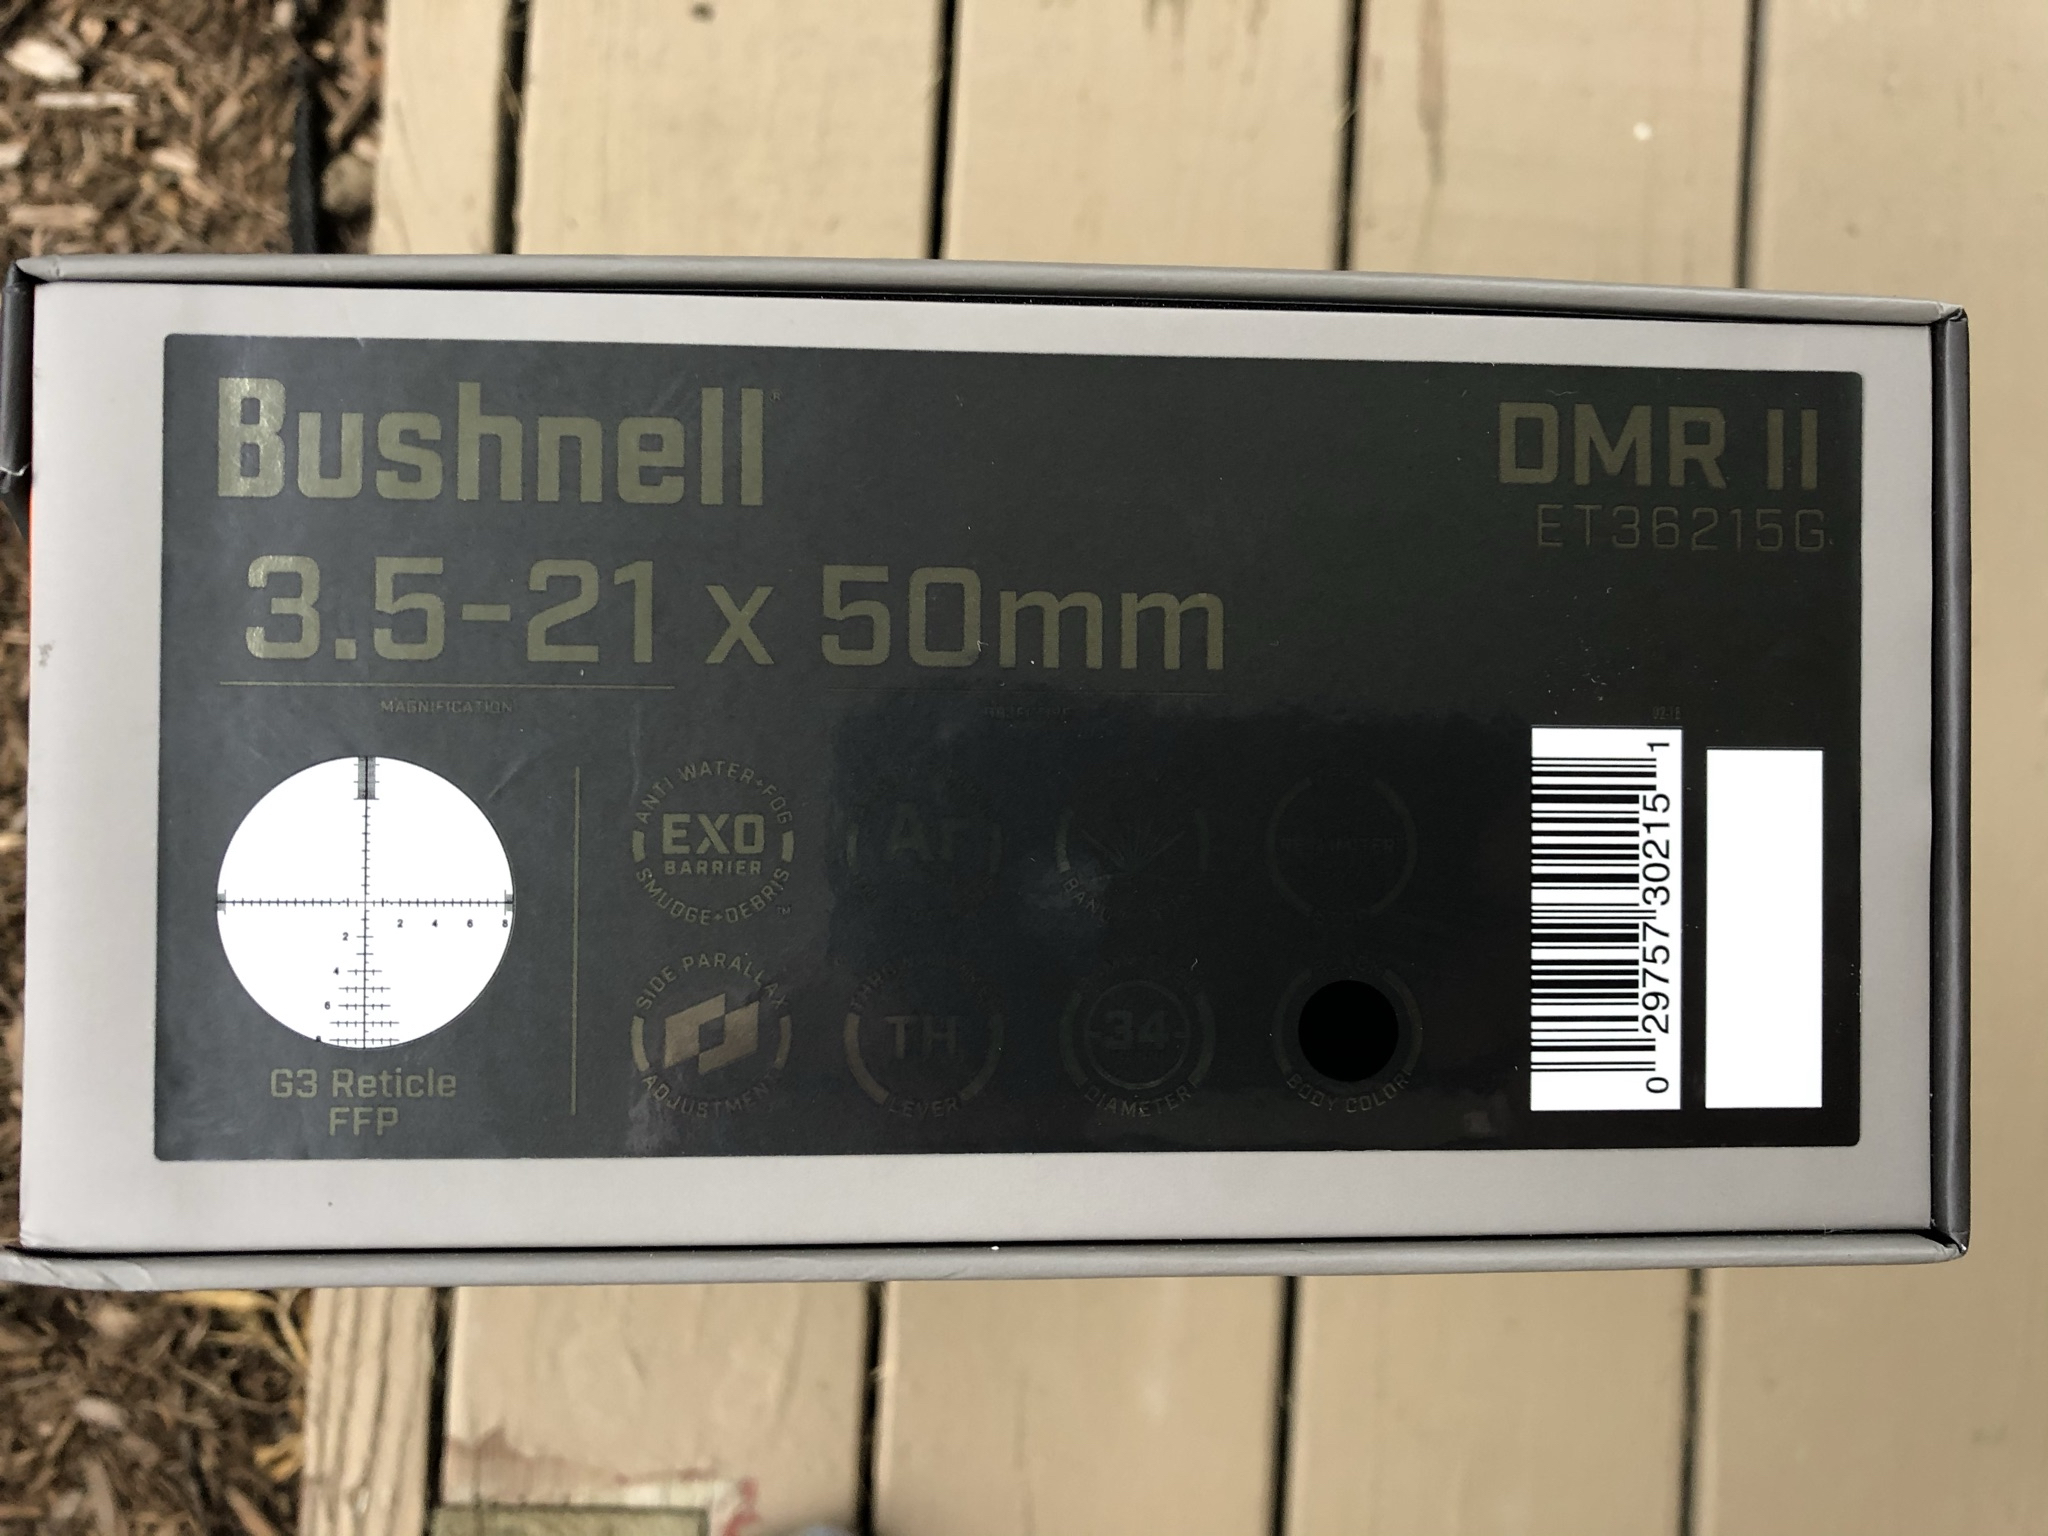 Bushnell®
DMR II
ET36215G
3.5-21 x 50mm
MAGNIFICATION
2 4 6 8
2
4
6
8
G3 Reticle
FFP
ANTI WATER+FOG
EXO
BARRIER
SMUDGE+DEBRIS
™
SIDE PARALLAX
ADJUSTMENT
TH
LEVER
34
DIAMETER
BODY COLOR
0 29757 30215 1